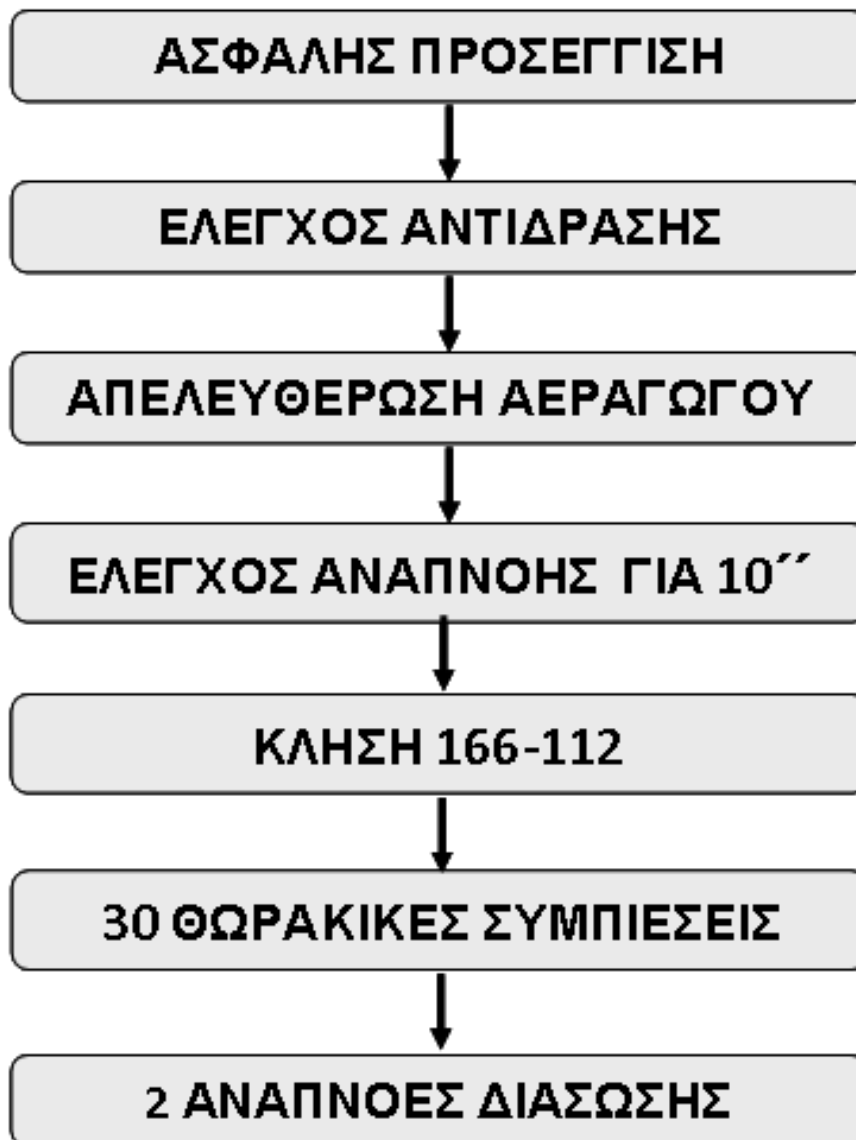 ΑΣΦΑΛΗΣ ΠΡΟΣΕΓΓΙΣΗ
ΕΛΕΓΧΟΣ ΑΝΤΙΔΡΑΣΗΣ
ΑΠΕΛΕΥΘΕΡΩΣΗ ΑΕΡΑΓΩΓΟΥ
ΕΛΕΓΧΟΣ ΑΝΑΠΝΟΗΣ ΓΙΑ 10´´
ΚΛΗΣΗ 166-112
30 ΘΩΡΑΚΙΚΕΣ ΣΥΜΠΙΕΣΕΙΣ
2 ΑΝΑΠΝΟΕΣ ΔΙΑΣΩΣΗΣ